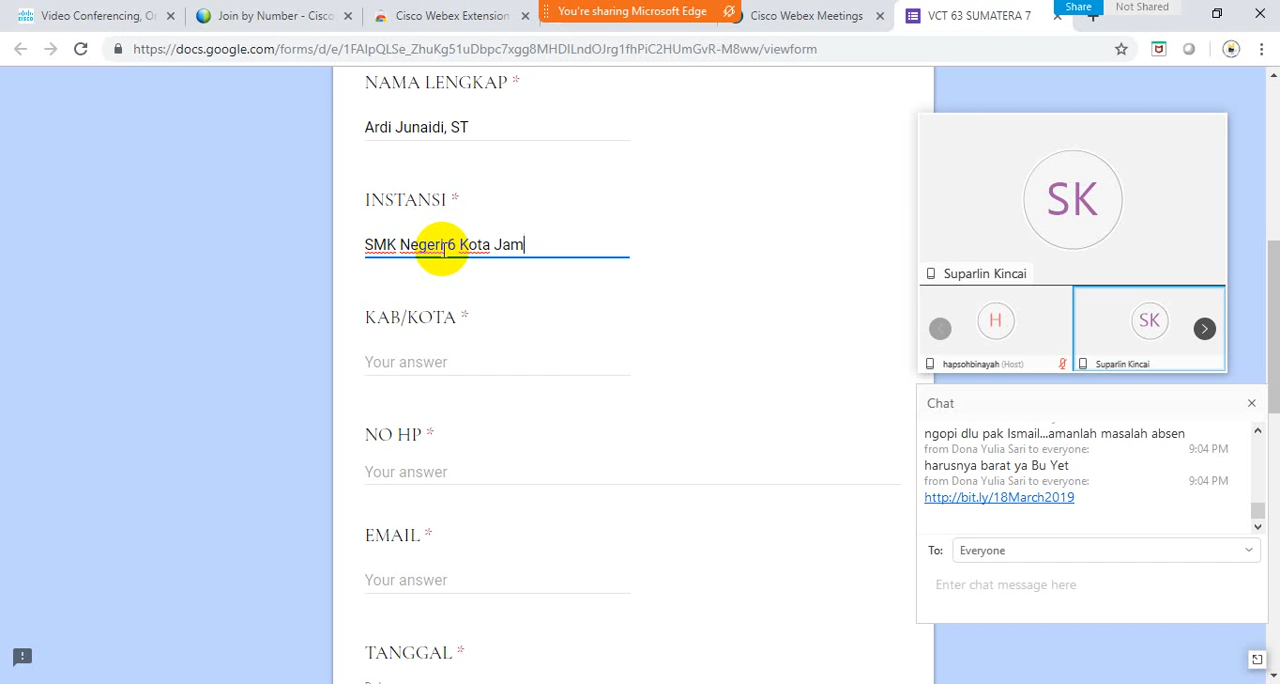 Video Conferencing, O
Join by Number - Cisco
Cisco Webex Extension
You're sharing Microsoft Edge
Cisco Webex Meetings
VCT 63 SUMATERA 7
Share
Not Shared
https://docs.google.com/forms/d/e/1FAIpQLSe_ZhuKg51uDbpc7xgg8MHDILndOJrg1fhPiC2HUmGvR-M8ww/viewform
NAMA LENGKAP *
Ardi Junaidi, ST
INSTANSI *
SMK Negeri 6 Kota Jam
KAB/KOTA *
Your answer
NO HP *
Your answer
EMAIL *
Your answer
TANGGAL *
SK
Suparlin Kincai
H
SK
hapsohbinayah (Host)
Suparlin Kincai
Chat
ngopi dlu pak Ismail...amanlah masalah absen
from Dona Yulia Sari to everyone: 9:04 PM
harusnya barat ya Bu Yet
from Dona Yulia Sari to everyone: 9:04 PM
http://bit.ly/18March2019
To: Everyone
Enter chat message here